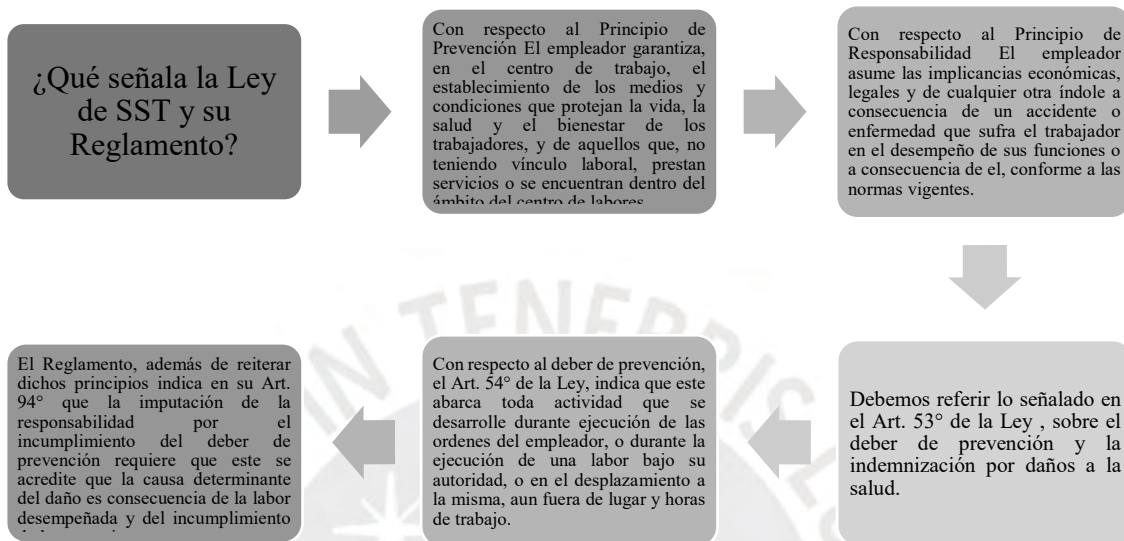 ¿Qué señala la Ley
de SST y su
Reglamento?
Con respecto al Principio de
Prevención El empleador garantiza,
en el centro de trabajo, el
establecimiento de los medios y
condiciones que protejan la vida, la
salud y el bienestar de los
trabajadores, y de aquellos que, no
teniendo vínculo laboral, prestan
servicios o se encuentran dentro del
ámbito del centro de labores
Con respecto al Principio de
Responsabilidad El empleador
asume las implicancias económicas,
legales y de cualquier otra índole a
consecuencia de un accidente o
enfermedad que sufra el trabajador
en el desempeño de sus funciones o
a consecuencia de el, conforme a las
normas vigentes.
Debemos referir lo señalado en
el Art. 53° de la Ley , sobre el
deber de prevención y la
indemnización por daños a la
salud.
Con respecto al deber de prevención,
el Art. 54° de la Ley, indica que este
abarca toda actividad que se
desarrolle durante ejecución de las
ordenes del empleador, o durante la
ejecución de una labor bajo su
autoridad, o en el desplazamiento a
la misma, aun fuera de lugar y horas
de trabajo.
El Reglamento, además de reiterar
dichos principios indica en su Art.
94° que la imputación de la
responsabilidad por el
incumplimiento del deber de
prevención requiere que este se
acredite que la causa determinante
del daño es consecuencia de la labor
desempeñada y del incumplimiento
IN TENEBRIS